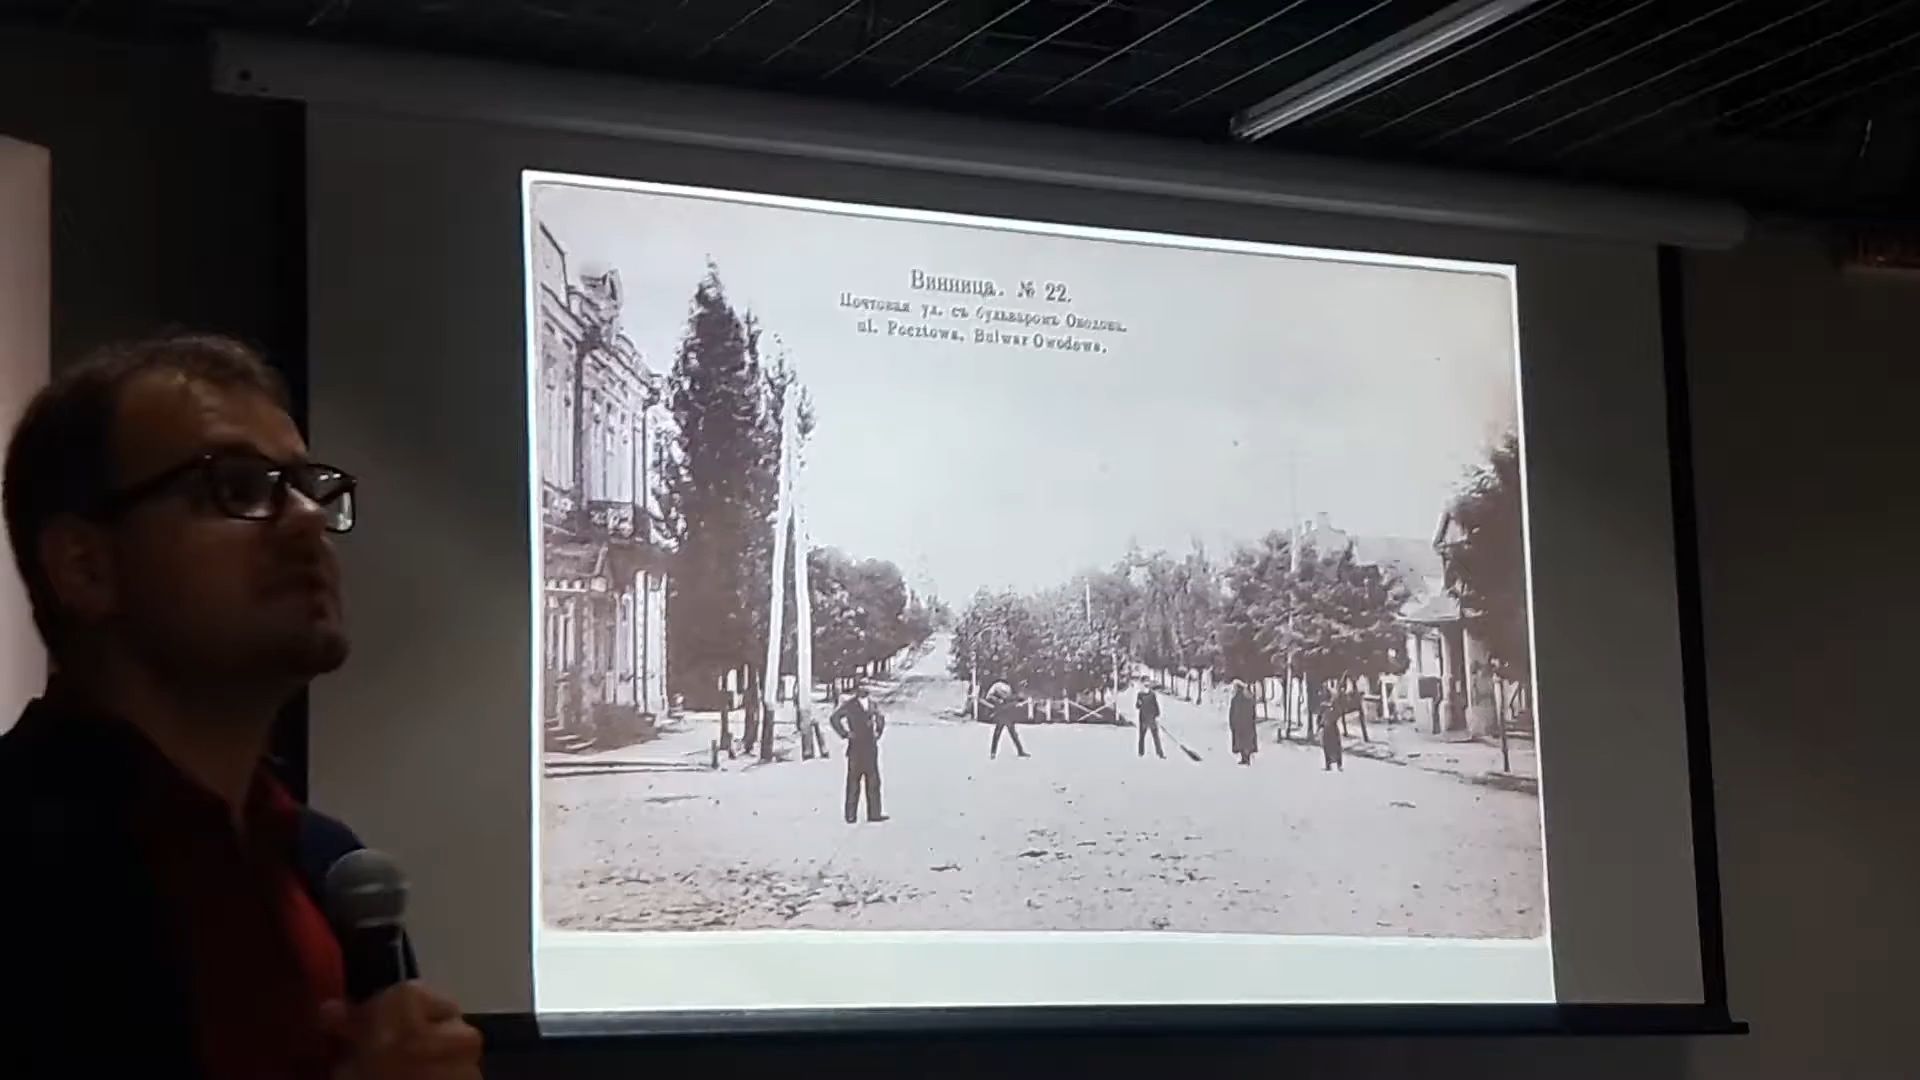 Винница. № 22.
Почтовая ул. съ бульваромъ Оводова.
ul. Pocztowa. Bulwar Owodowa.